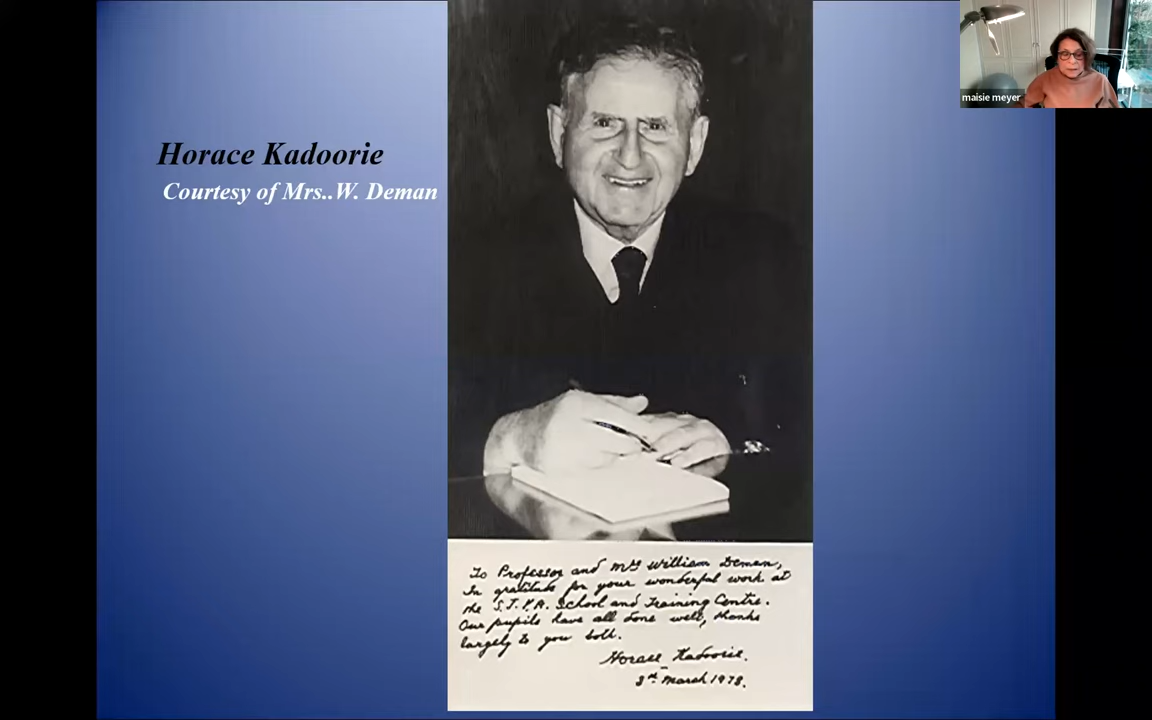 Horace Kadoorie
Courtesy of Mrs..W. Deman
maisie meyer
To Professor and Mrs William Deman,
In gratitude for your wonderful work at
the S.J.Y.A. School and Training Centre.
Our pupils have all done well, thanks
largely to you both.
Horace Kadoorie.
3rd March 1978.